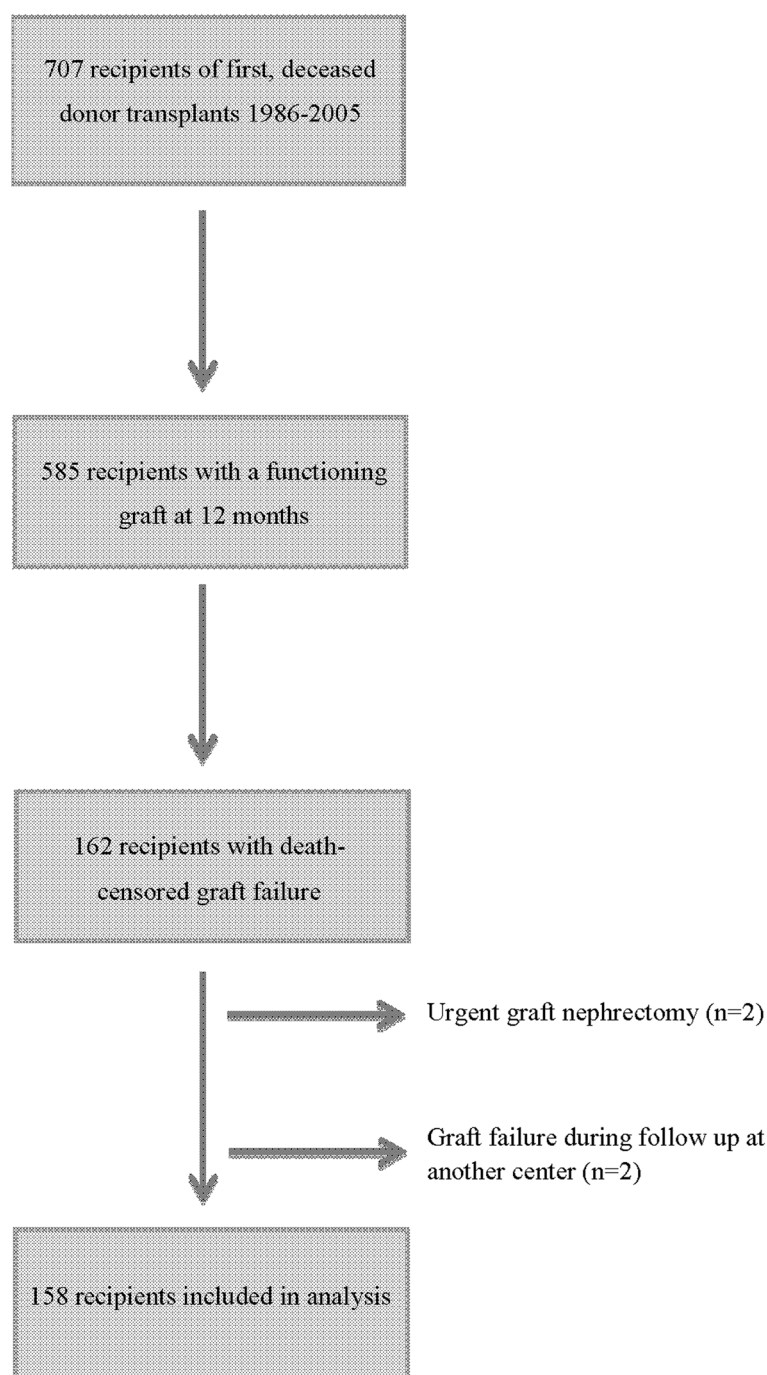 707 recipients of first, deceased
donor transplants 1986-2005
585 recipients with a functioning
graft at 12 months
162 recipients with death-
censored graft failure
Urgent graft nephrectomy (n=2)
Graft failure during follow up at
another center (n=2)
158 recipients included in analysis